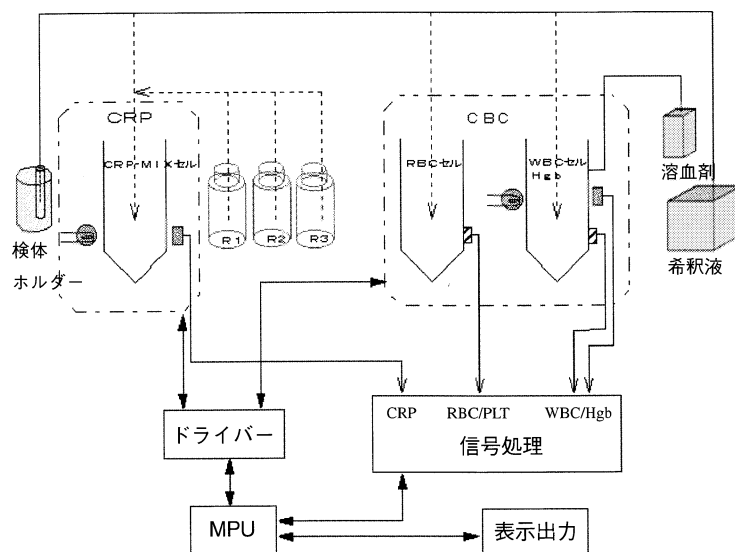 CRP
CBC
CRP-MIXセル
RBCセル
WBCセル
Hgb
溶血剤
R1
R2
R3
検体
ホルダー
希釈液
CRP
RBC/PLT
WBC/Hgb
信号処理
ドライバー
MPU
表示出力